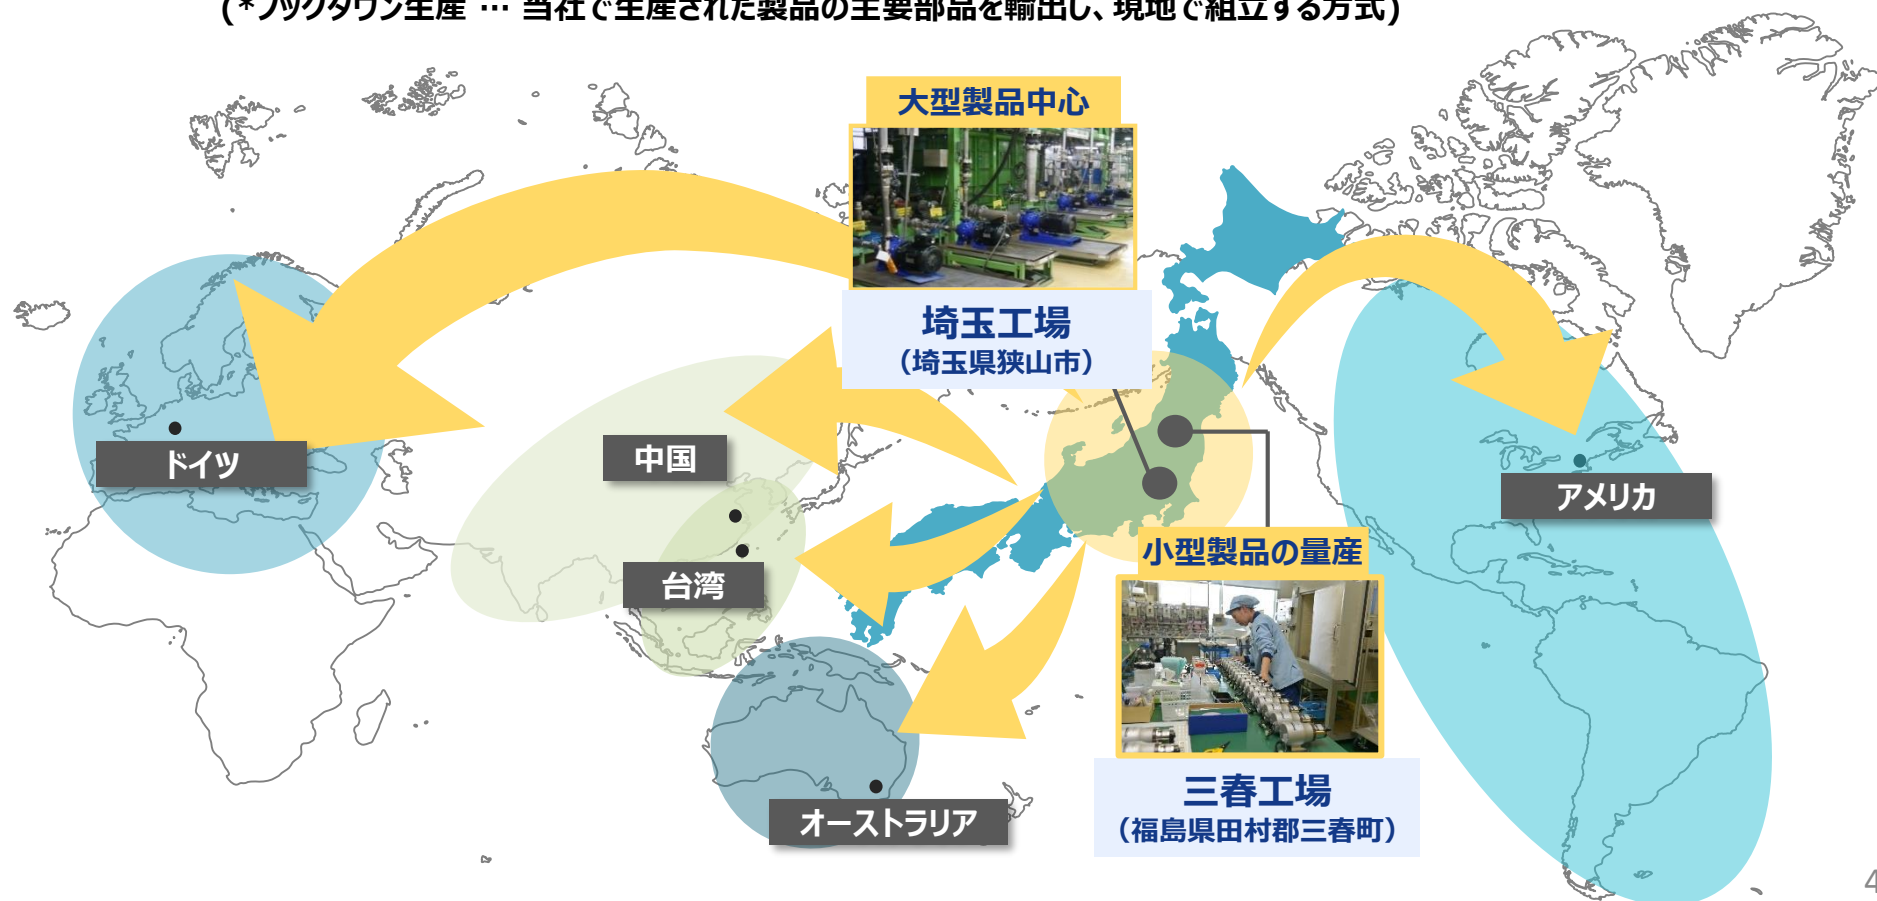 (*ノックダウン生産 … 当社で生産された製品の主要部品を輸出し、現地で組立する方式)
大型製品中心
埼玉工場
（埼玉県狭山市）
ドイツ
中国
アメリカ
台湾
小型製品の量産
オーストラリア
三春工場
（福島県田村郡三春町）
4